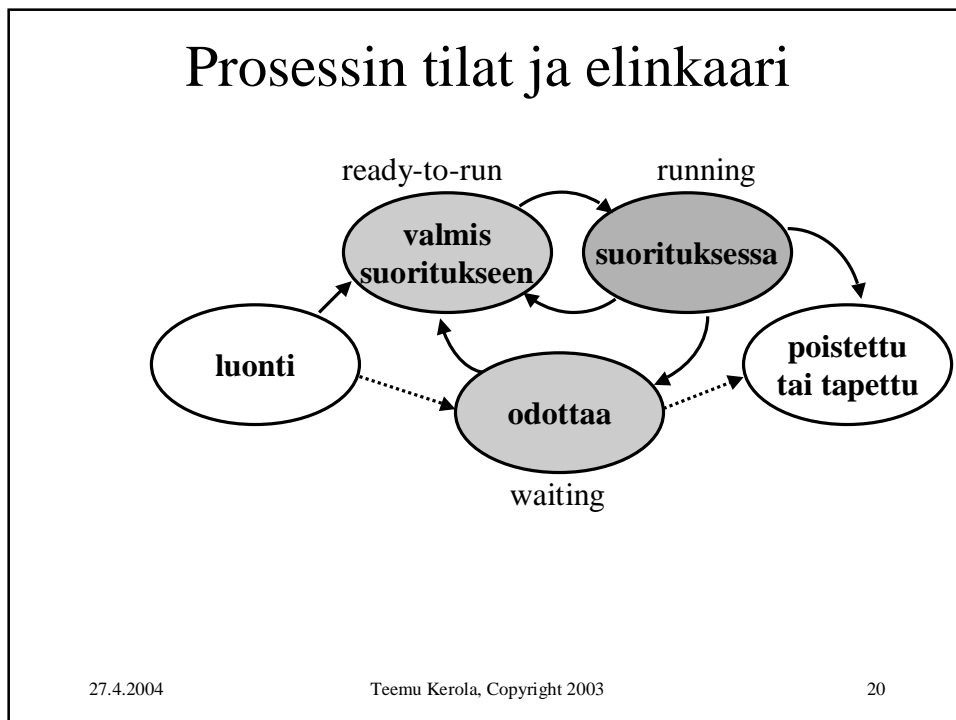 Prosessin tilat ja elinkaari
ready-to-run
running
valmis
suoritukseen
suorituksessa
luonti
poistettu
tai tapettu
odottaa
waiting
27.4.2004
Teemu Kerola, Copyright 2003
20